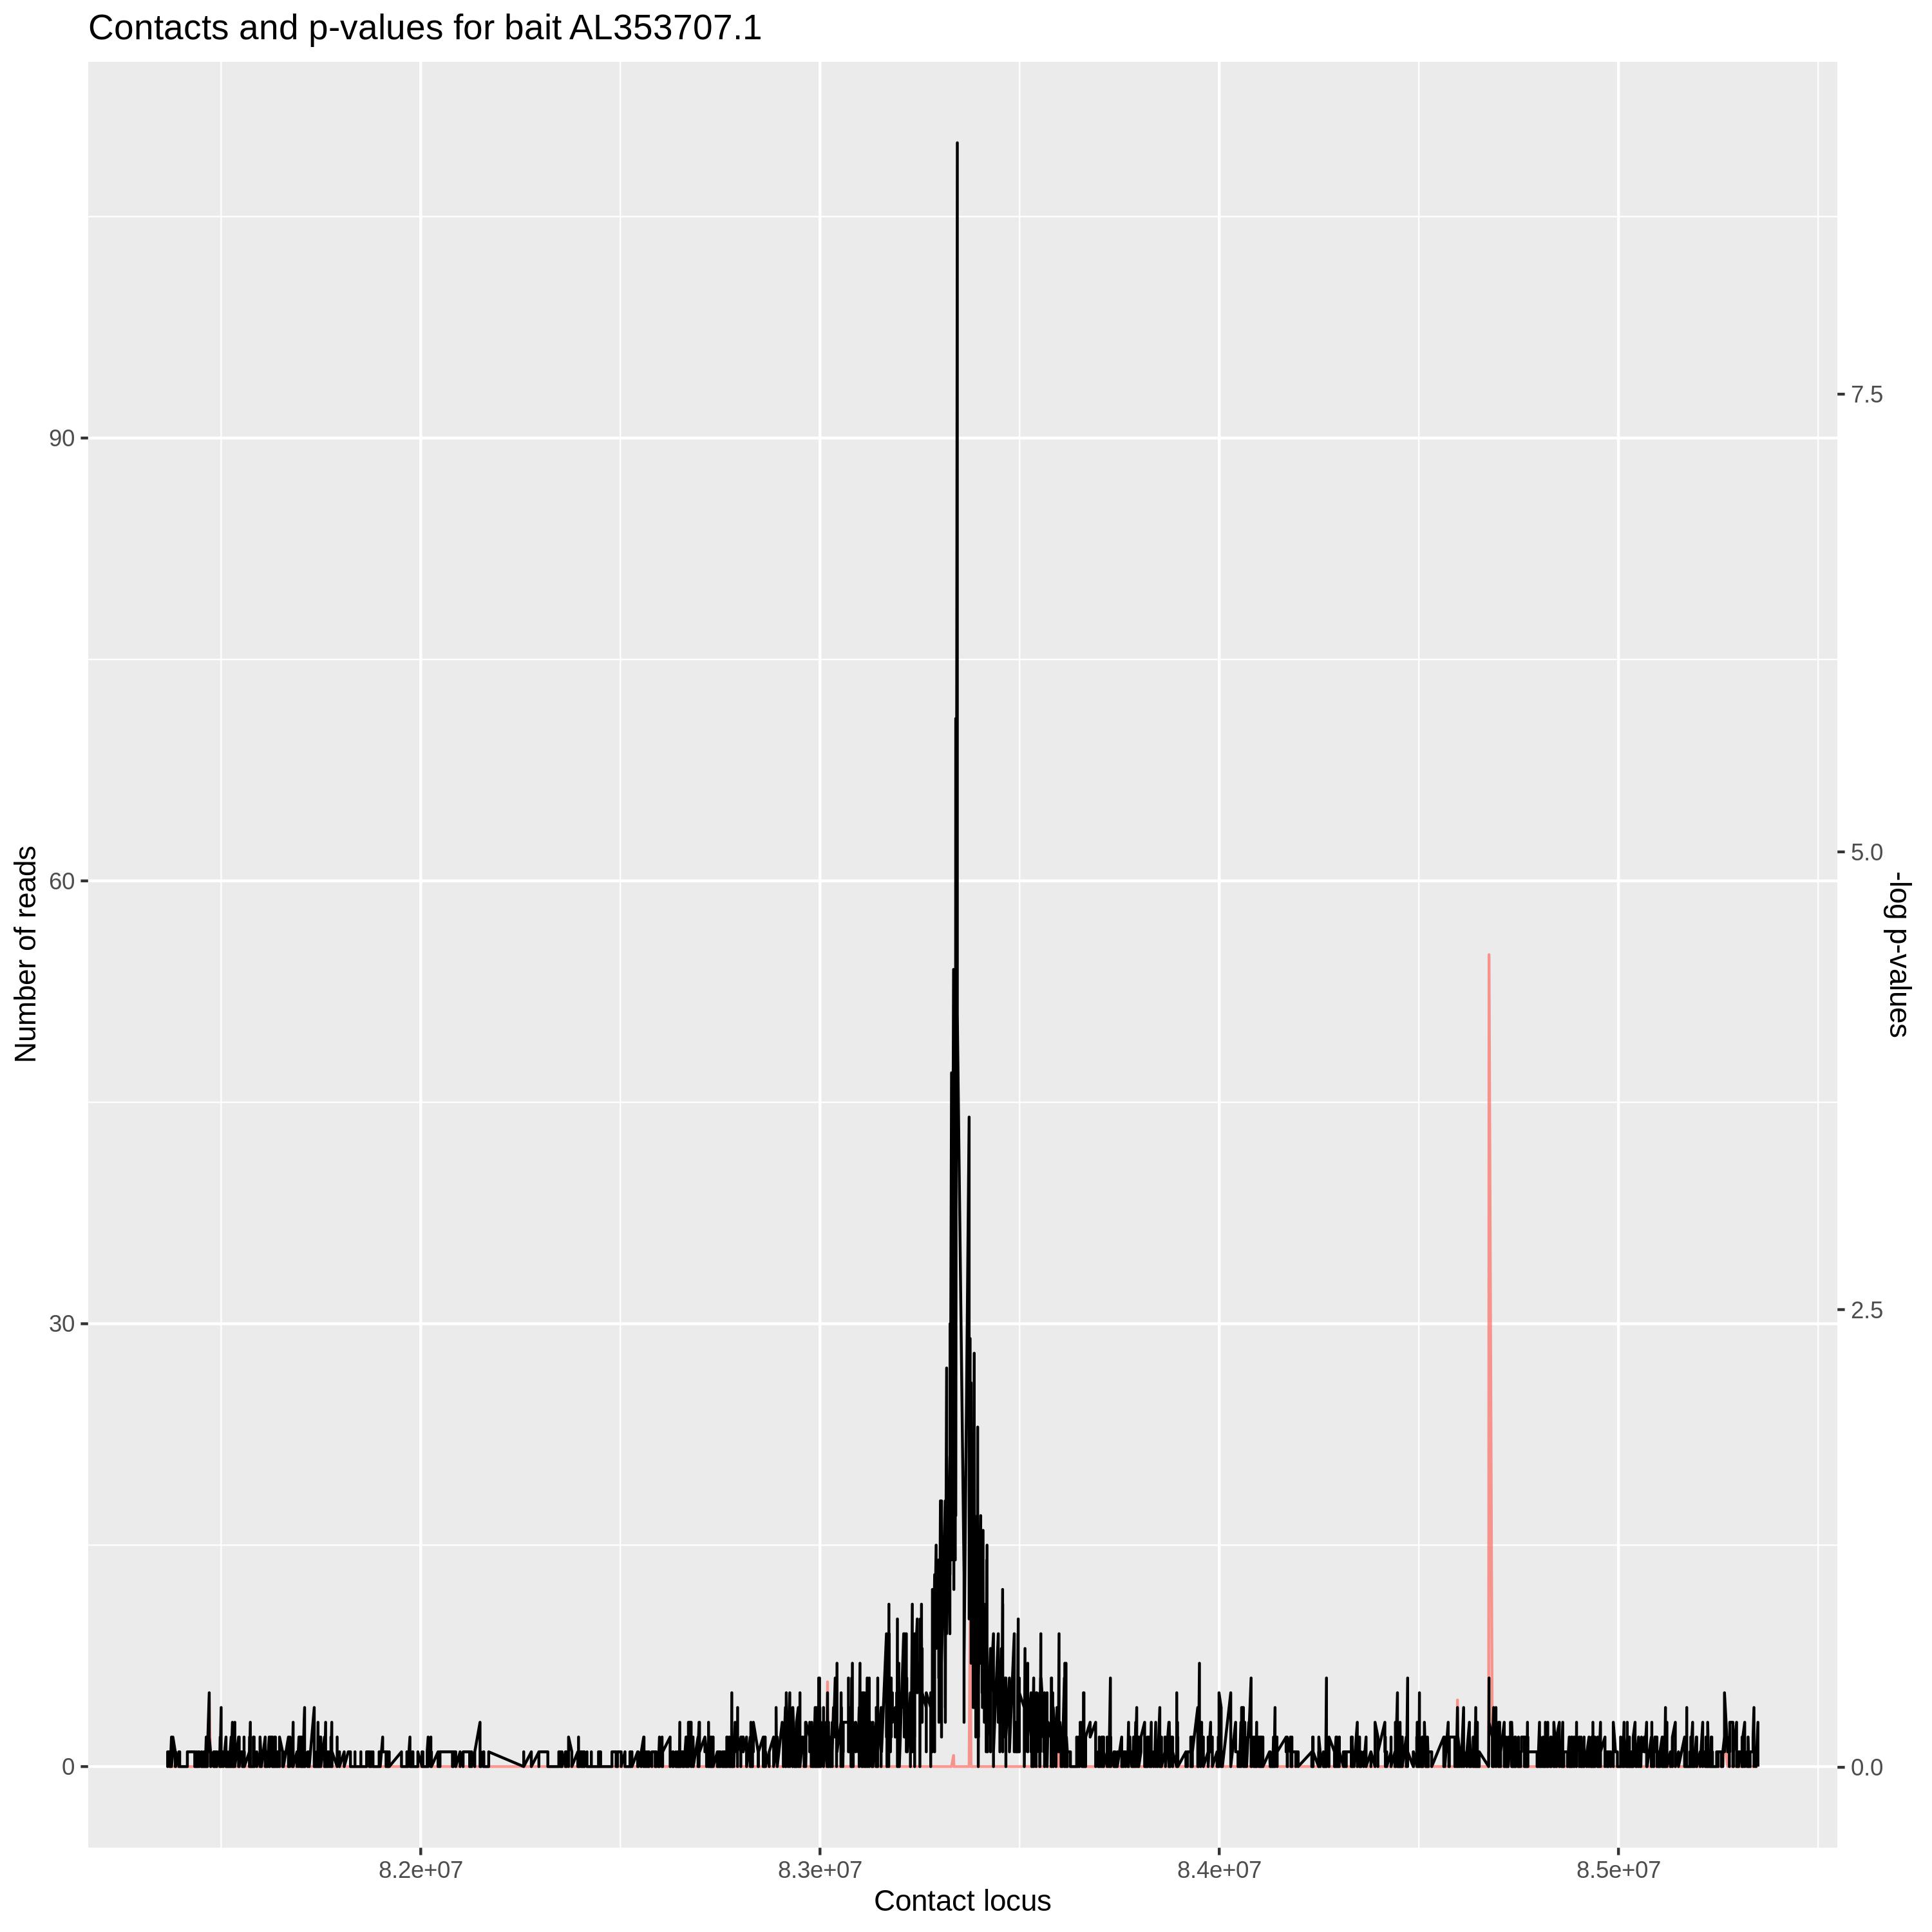 Contacts and p-values for bait AL353707.1
Number of reads
90
60
30
0
7.5
5.0
2.5
0.0
-log p-values
8.2e+07
8.3e+07
8.4e+07
8.5e+07
Contact locus